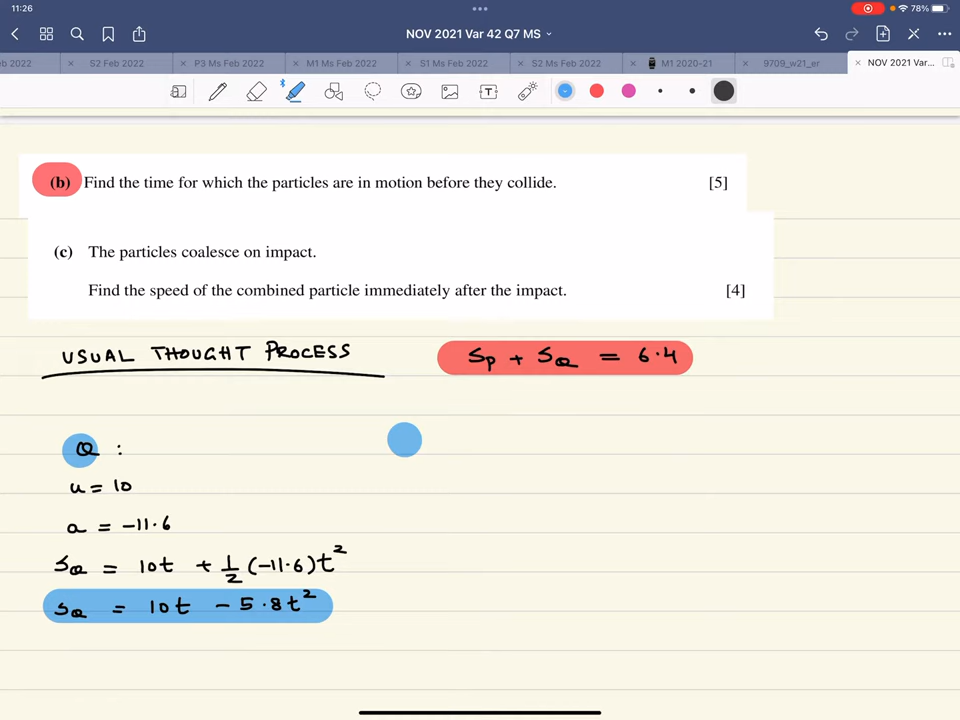 11:26
78%
NOV 2021 Var 42 Q7 MS
b 2022
S2 Feb 2022
P3 Ms Feb 2022
M1 Ms Feb 2022
S1 Ms Feb 2022
S2 Ms Feb 2022
M1 2020-21
9709_w21_er
NOV 2021 Var...
(b) Find the time for which the particles are in motion before they collide. [5]
(c) The particles coalesce on impact.
Find the speed of the combined particle immediately after the impact. [4]
USUAL THOUGHT PROCESS
Sp + SQ = 6.4
Q :
u = 10
a = -11.6
SQ = 10t + 1/2 (-11.6)t²
SQ = 10t - 5.8t²